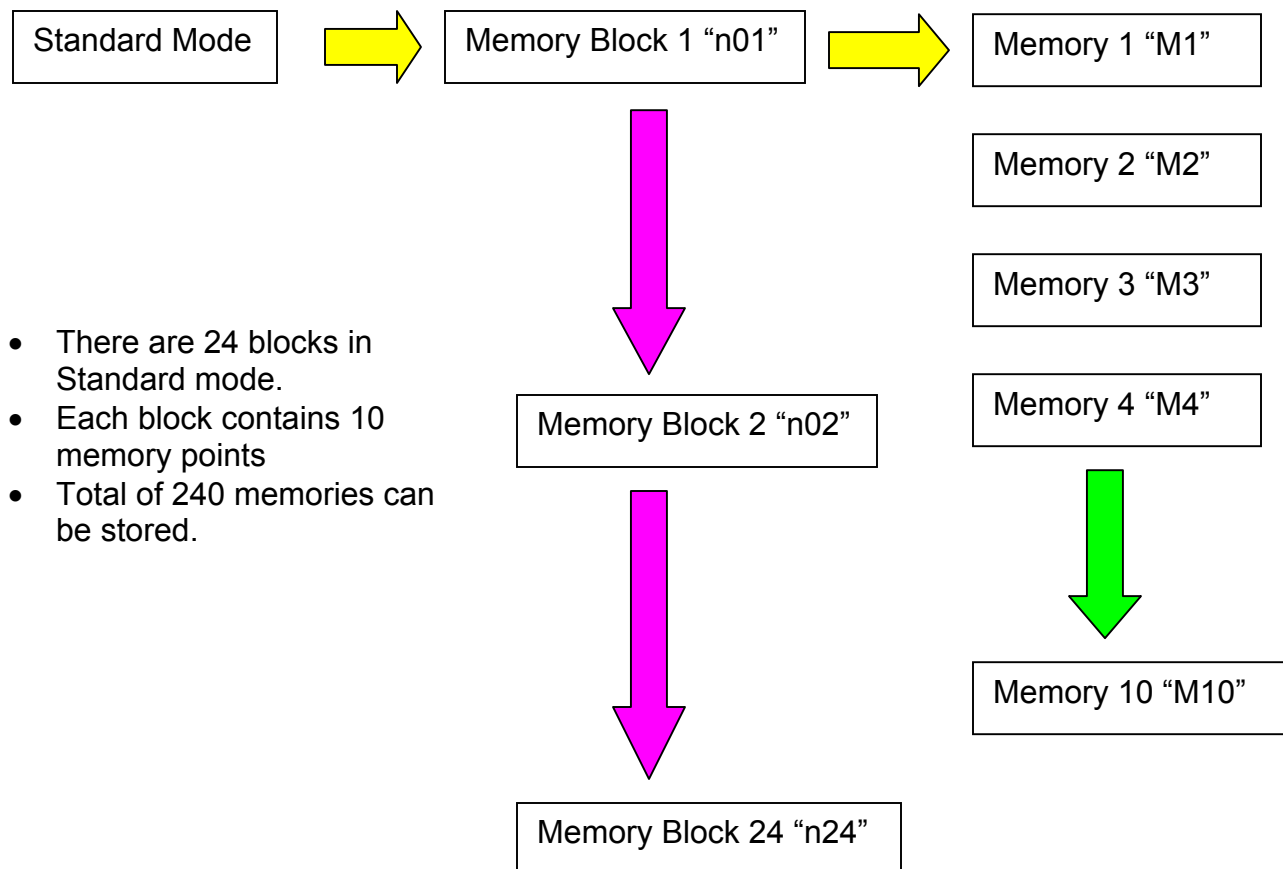 Standard Mode
Memory Block 1 “n01”
Memory 1 “M1”
Memory 2 “M2”
Memory 3 “M3”
• There are 24 blocks in
Standard mode.
• Each block contains 10
memory points
• Total of 240 memories can
be stored.
Memory Block 2 “n02”
Memory 4 “M4”
Memory 10 “M10”
Memory Block 24 “n24”